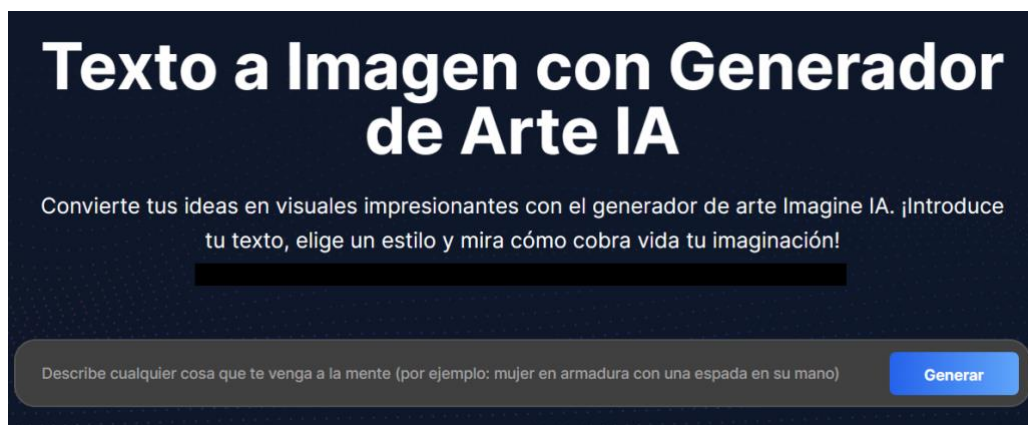 Texto a Imagen con Generador
de Arte IA
Convierte tus ideas en visuales impresionantes con el generador de arte Imagine IA. ¡Introduce
tu texto, elige un estilo y mira cómo cobra vida tu imaginación!
Describe cualquier cosa que te venga a la mente (por ejemplo: mujer en armadura con una espada en su mano) Generar